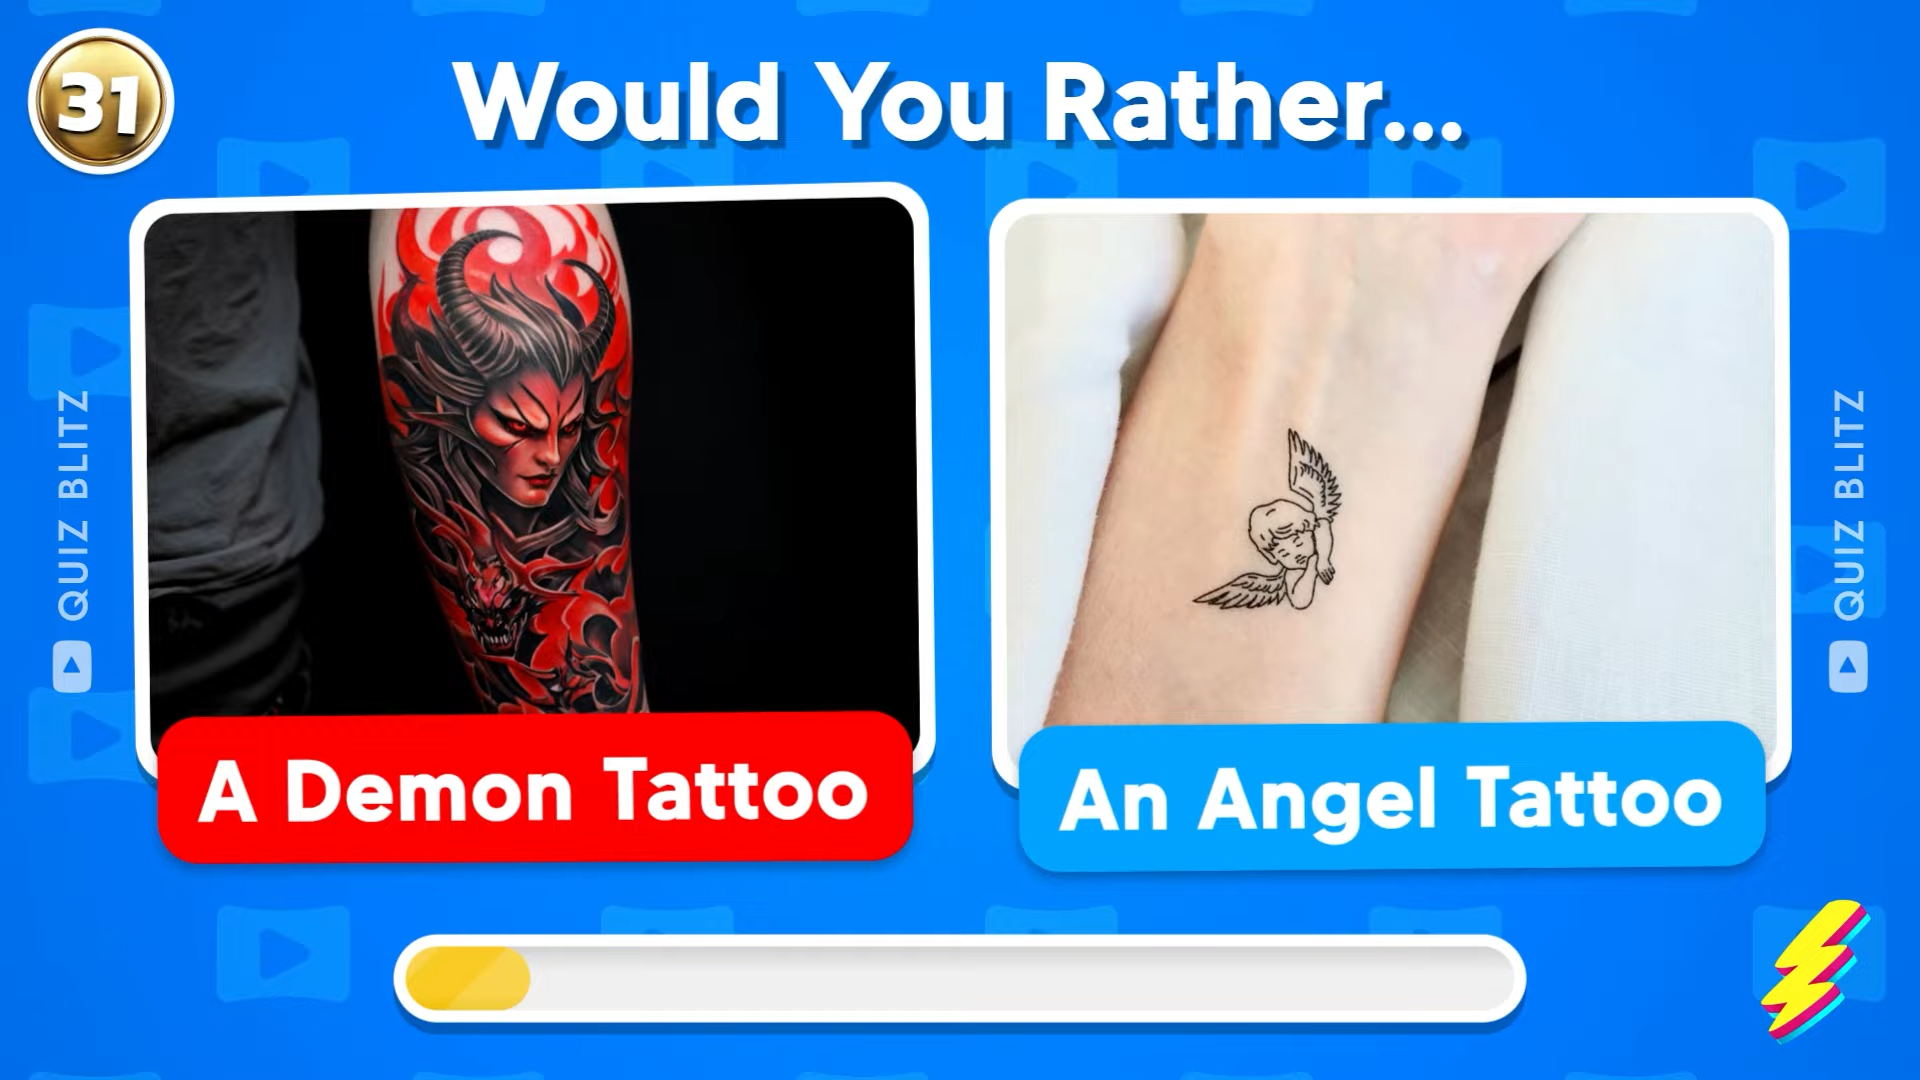 31
Would You Rather...
QUIZ BLITZ
QUIZ BLITZ
A Demon Tattoo
An Angel Tattoo